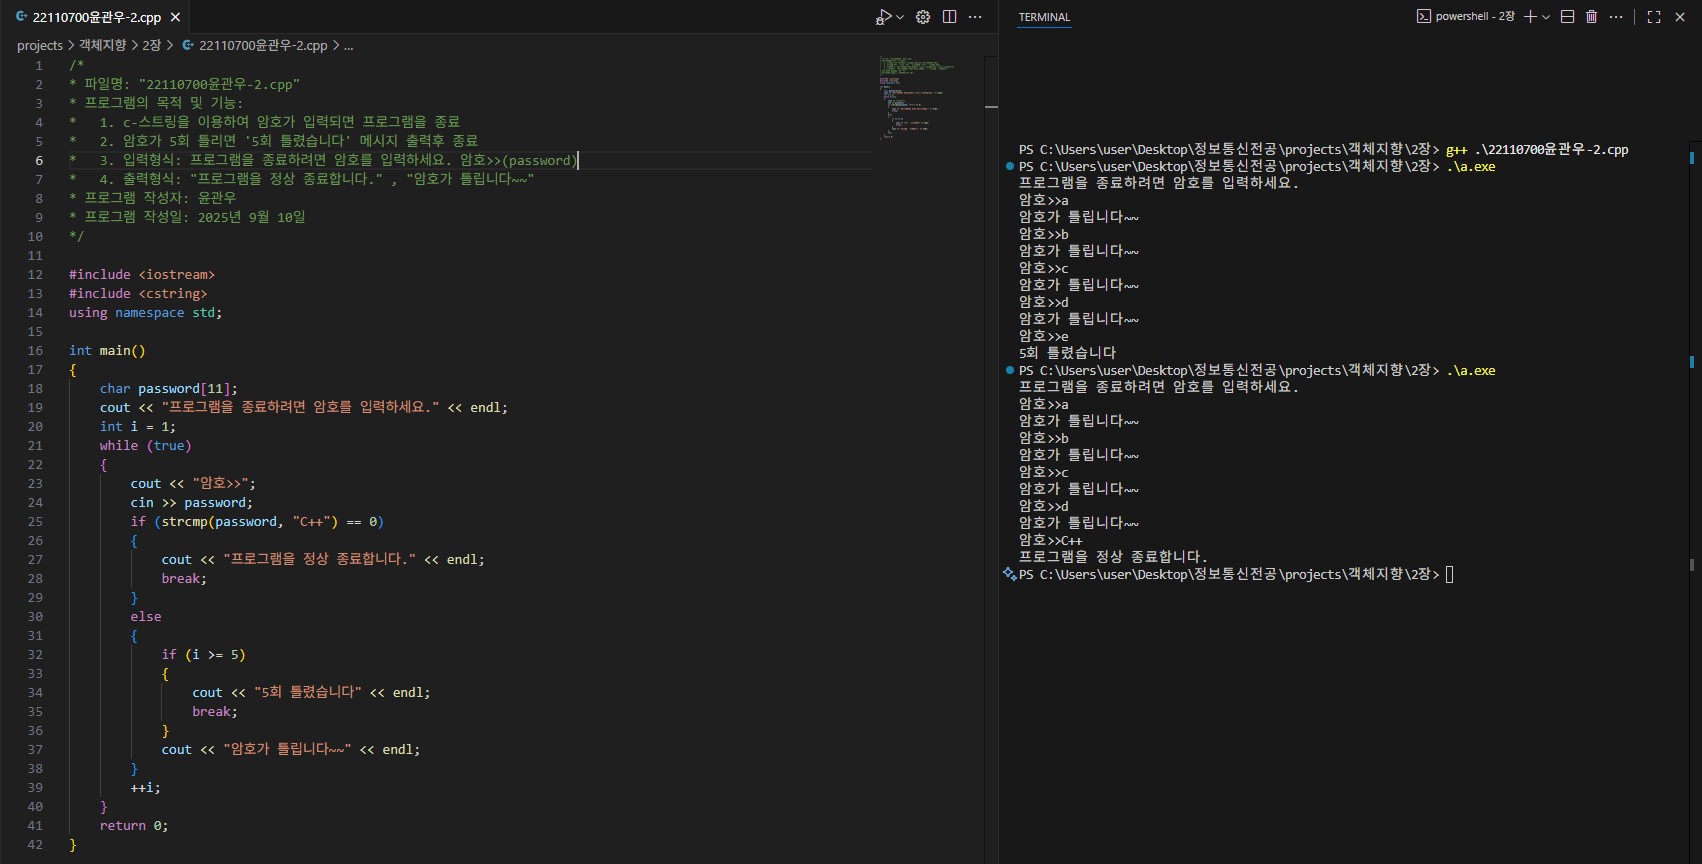 22110700윤관우-2.cpp
projects > 객체지향 > 2장 > 22110700윤관우-2.cpp > ...
1 /*
2 * 파일명: "22110700윤관우-2.cpp"
3 * 프로그램의 목적 및 기능:
4 *   1. c-스트링을 이용하여 암호가 입력되면 프로그램을 종료
5 *   2. 암호가 5회 틀리면 '5회 틀렸습니다' 메시지 출력후 종료
6 *   3. 입력형식: 프로그램을 종료하려면 암호를 입력하세요. 암호>>(password)
7 *   4. 출력형식: "프로그램을 정상 종료합니다." , "암호가 틀립니다~~"
8 * 프로그램 작성자: 윤관우
9 * 프로그램 작성일: 2025년 9월 10일
10 */
11
12 #include <iostream>
13 #include <cstring>
14 using namespace std;
15
16 int main()
17 {
18     char password[11];
19     cout << "프로그램을 종료하려면 암호를 입력하세요." << endl;
20     int i = 1;
21     while (true)
22     {
23         cout << "암호>>";
24         cin >> password;
25         if (strcmp(password, "C++") == 0)
26         {
27             cout << "프로그램을 정상 종료합니다." << endl;
28             break;
29         }
30         else
31         {
32             if (i >= 5)
33             {
34                 cout << "5회 틀렸습니다" << endl;
35                 break;
36             }
37             cout << "암호가 틀립니다~~" << endl;
38         }
39         ++i;
40     }
41     return 0;
42 }
TERMINAL
powershell - 2장
PS C:\Users\user\Desktop\정보통신전공\projects\객체지향\2장> g++ .\22110700윤관우-2.cpp
PS C:\Users\user\Desktop\정보통신전공\projects\객체지향\2장> .\a.exe
프로그램을 종료하려면 암호를 입력하세요.
암호>>a
암호가 틀립니다~~
암호>>b
암호가 틀립니다~~
암호>>c
암호가 틀립니다~~
암호>>d
암호가 틀립니다~~
암호>>e
5회 틀렸습니다
PS C:\Users\user\Desktop\정보통신전공\projects\객체지향\2장> .\a.exe
프로그램을 종료하려면 암호를 입력하세요.
암호>>a
암호가 틀립니다~~
암호>>b
암호가 틀립니다~~
암호>>c
암호가 틀립니다~~
암호>>d
암호가 틀립니다~~
암호>>C++
프로그램을 정상 종료합니다.
PS C:\Users\user\Desktop\정보통신전공\projects\객체지향\2장>